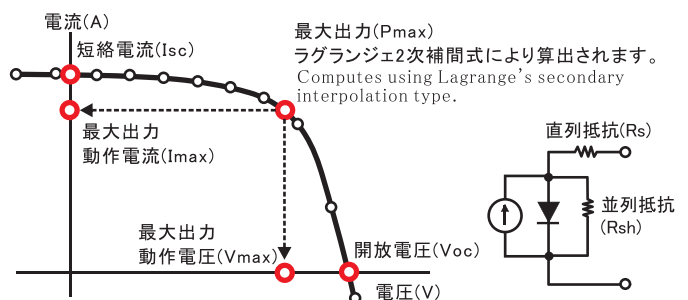 電流(A)
短絡電流(Isc)
最大出力(Pmax)
ラグランジェ2次補間式により算出されます。
Computes using Lagrange's secondary
interpolation type.
最大出力
動作電流(Imax)
最大出力
動作電圧(Vmax)
開放電圧(Voc)
電圧(V)
直列抵抗(Rs)
並列抵抗
(Rsh)